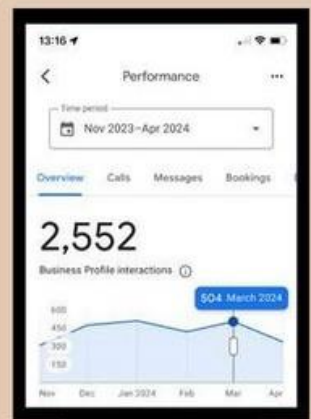 13:16
Performance
Time period
Nov 2023–Apr 2024
Overview Calls Messages Bookings
2,552
Business Profile interactions
504 March 2024
600
450
300
150
Nov Dec Jan 2024 Feb Mar Apr